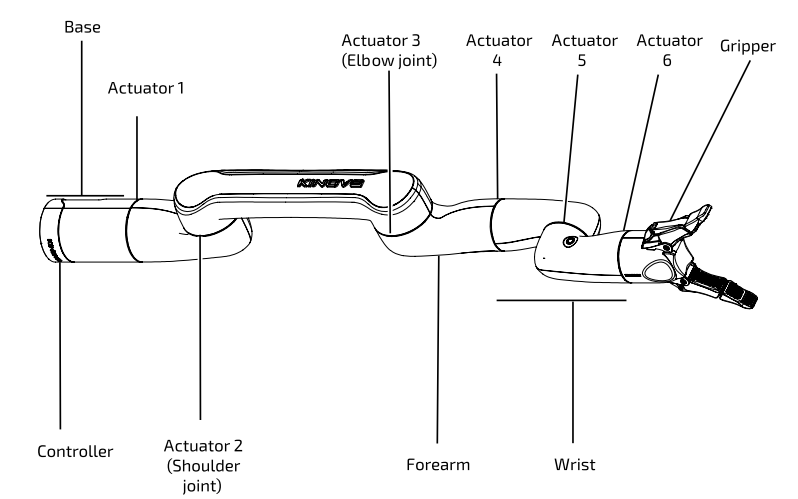 Base
Actuator 1
Actuator 3
(Elbow joint)
Actuator
4
Actuator
5
Actuator
6
Gripper
KINOVA
Controller
Actuator 2
(Shoulder
joint)
Forearm
Wrist